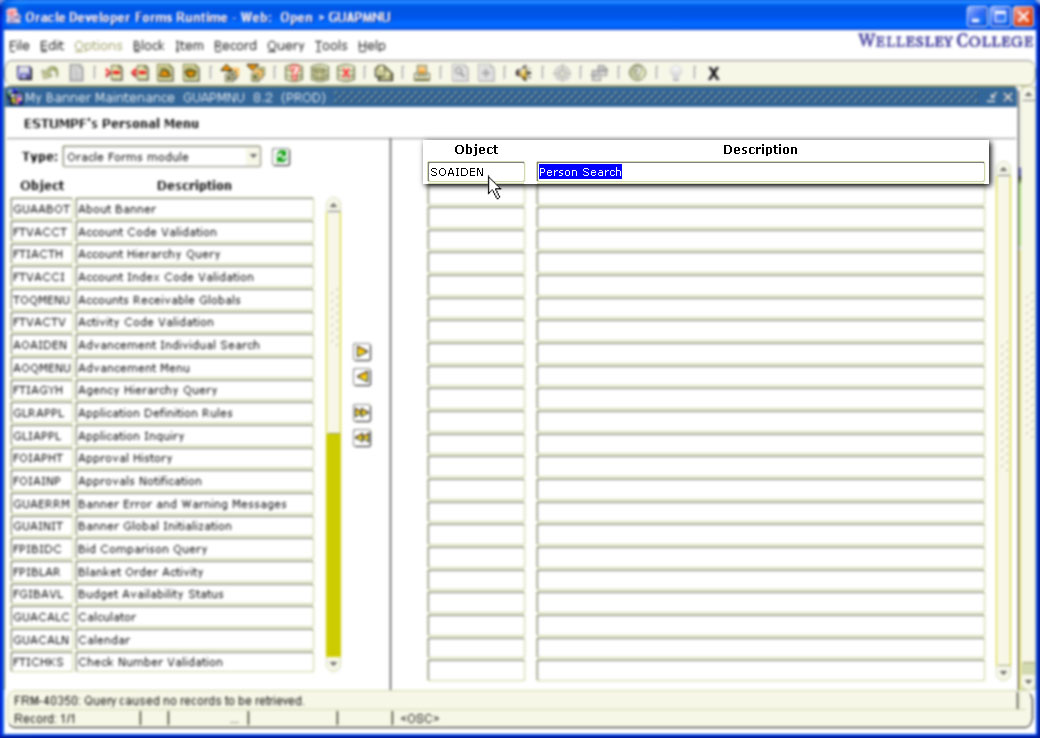 Oracle Developer Forms Runtime - Web: Open > GUAPMNU
File Edit Options Block Item Record Query Tools Help
WELLESLEY COLLEGE
X
My Banner Maintenance GUAPMNU 8.2 (PROD)
ESTUMPF's Personal Menu
Type: Oracle Forms module
Object Description
GUAABOT About Banner
FTVACCT Account Code Validation
FTIACTH Account Hierarchy Query
FTVACCI Account Index Code Validation
TOQMENU Accounts Receivable Globals
FTVACTV Activity Code Validation
AOAIDEN Advancement Individual Search
AOQMENU Advancement Menu
FTIAGYH Agency Hierarchy Query
GLRAPPL Application Definition Rules
GLIAPPL Application Inquiry
FOIAPHT Approval History
FOIAINP Approvals Notification
GUAERRM Banner Error and Warning Messages
GUAINIT Banner Global Initialization
FPIBIDC Bid Comparison Query
FPIBLAR Blanket Order Activity
FGIBAVL Budget Availability Status
GUACALC Calculator
GUACALN Calendar
FTICHKS Check Number Validation
Object Description
SOAIDEN Person Search
FRM-40350: Query caused no records to be retrieved.
Record: 1/1 ... <OSC>